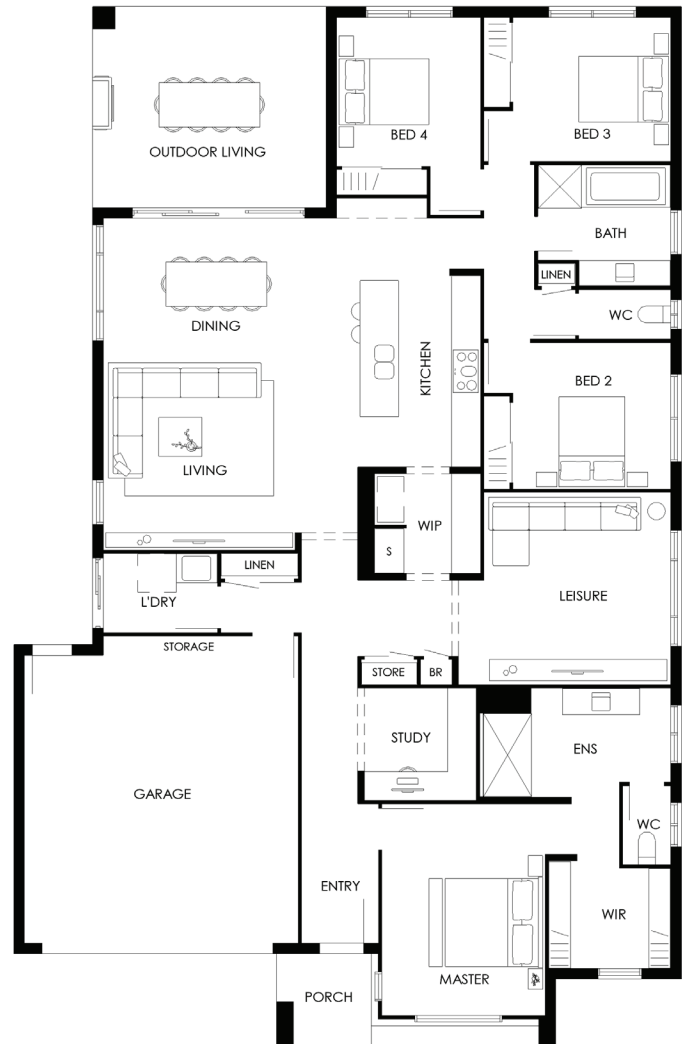 BED 4
BED 3
OUTDOOR LIVING
BATH
LINEN
WC
DINING
KITCHEN
BED 2
LIVING
WIP
S
LINEN
L'DRY
LEISURE
STORAGE
STORE
BR
STUDY
ENS
GARAGE
WC
ENTRY
WIR
MASTER
PORCH